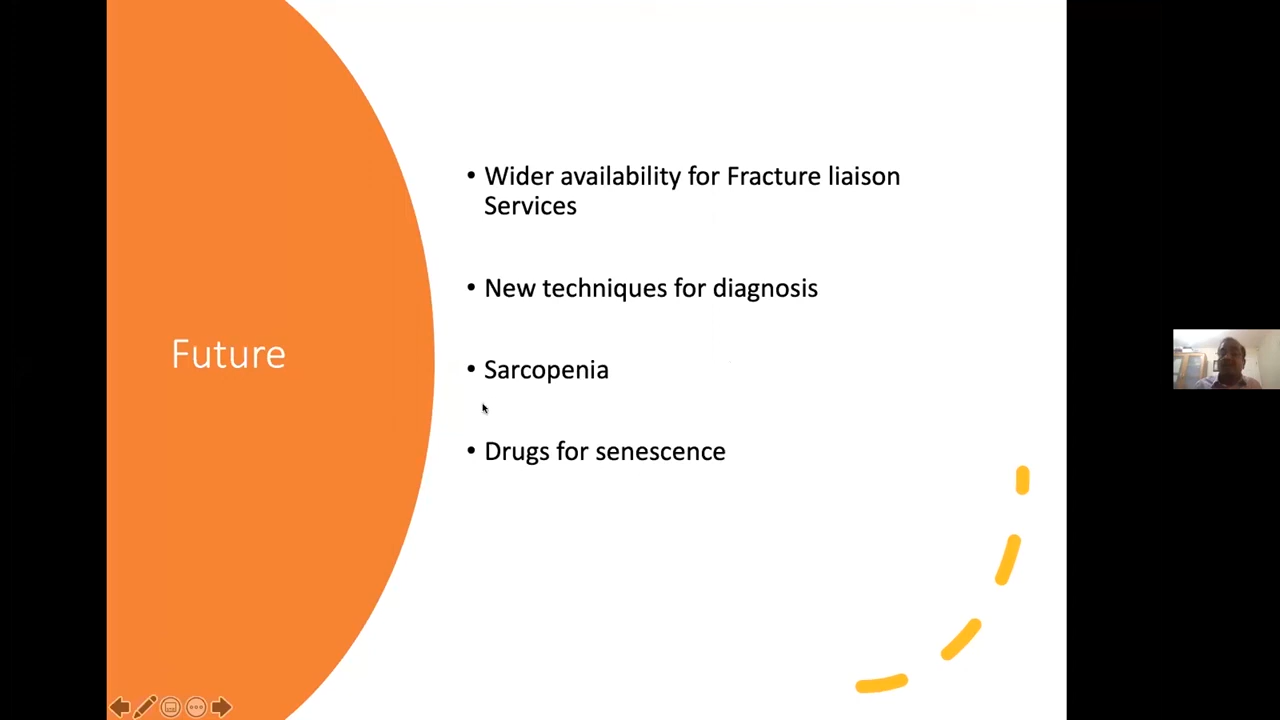 Future
• Wider availability for Fracture liaison
Services
• New techniques for diagnosis
• Sarcopenia
• Drugs for senescence